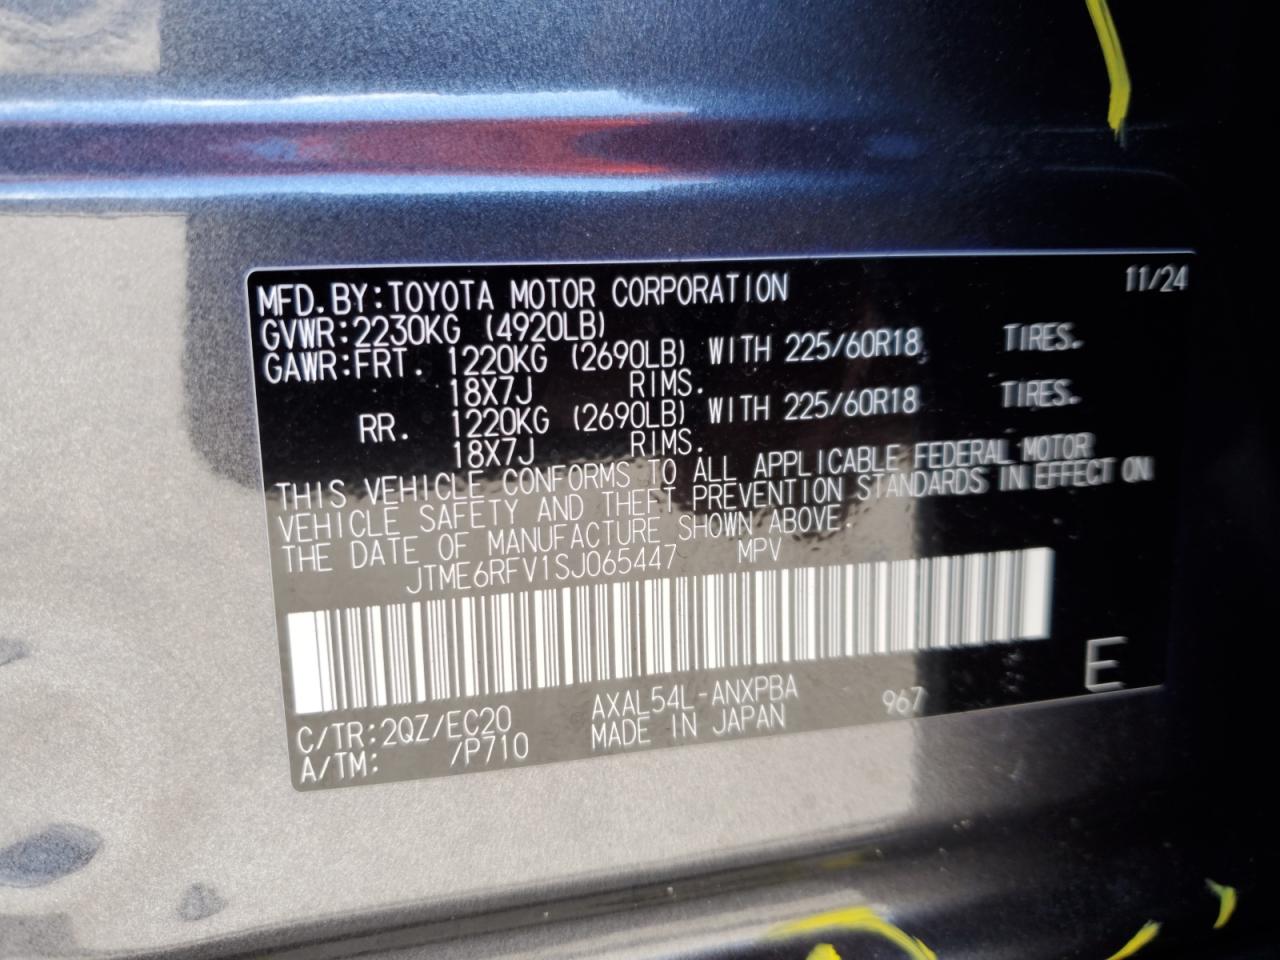 MFD.BY:TOYOTA MOTOR CORPORATION 11/24
GVWR:2230KG (4920LB)
GAWR:FRT. 1220KG (2690LB) WITH 225/60R18 TIRES.
18X7J RIMS.
RR. 1220KG (2690LB) WITH 225/60R18 TIRES.
18X7J RIMS.
THIS VEHICLE CONFORMS TO ALL APPLICABLE FEDERAL MOTOR
VEHICLE SAFETY AND THEFT PREVENTION STANDARDS IN EFFECT ON
THE DATE OF MANUFACTURE SHOWN ABOVE.
JTME6RFV1SJ065447 MPV
E
C/TR:2QZ/EC20 AXAL54L-ANXPBA 967
A/TM: /P710 MADE IN JAPAN